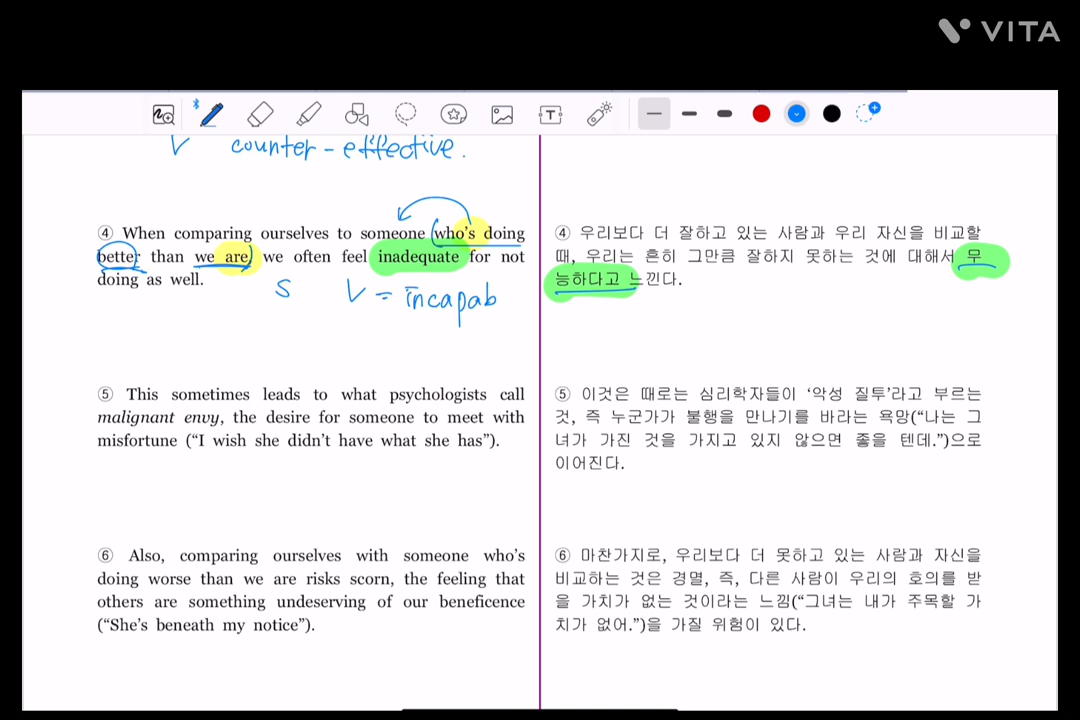 VITA
V counter-effective.
④ When comparing ourselves to someone who's doing
better than we are, we often feel inadequate for not
doing as well.
S V = incapab
⑤ This sometimes leads to what psychologists call
malignant envy, the desire for someone to meet with
misfortune (“I wish she didn’t have what she has”).
⑥ Also, comparing ourselves with someone who’s
doing worse than we are risks scorn, the feeling that
others are something undeserving of our beneficence
(“She’s beneath my notice”).
④ 우리보다 더 잘하고 있는 사람과 우리 자신을 비교할
때, 우리는 흔히 그만큼 잘하지 못하는 것에 대해서 무
능하다고 느낀다.
⑤ 이것은 때로는 심리학자들이 ‘악성 질투’라고 부르는
것, 즉 누군가가 불행을 만나기를 바라는 욕망(“나는 그
녀가 가진 것을 가지고 있지 않으면 좋을 텐데.”)으로
이어진다.
⑥ 마찬가지로, 우리보다 더 못하고 있는 사람과 자신을
비교하는 것은 경멸, 즉, 다른 사람이 우리의 호의를 받
을 가치가 없는 것이라는 느낌(“그녀는 내가 주목할 가
치가 없어.”)을 가질 위험이 있다.